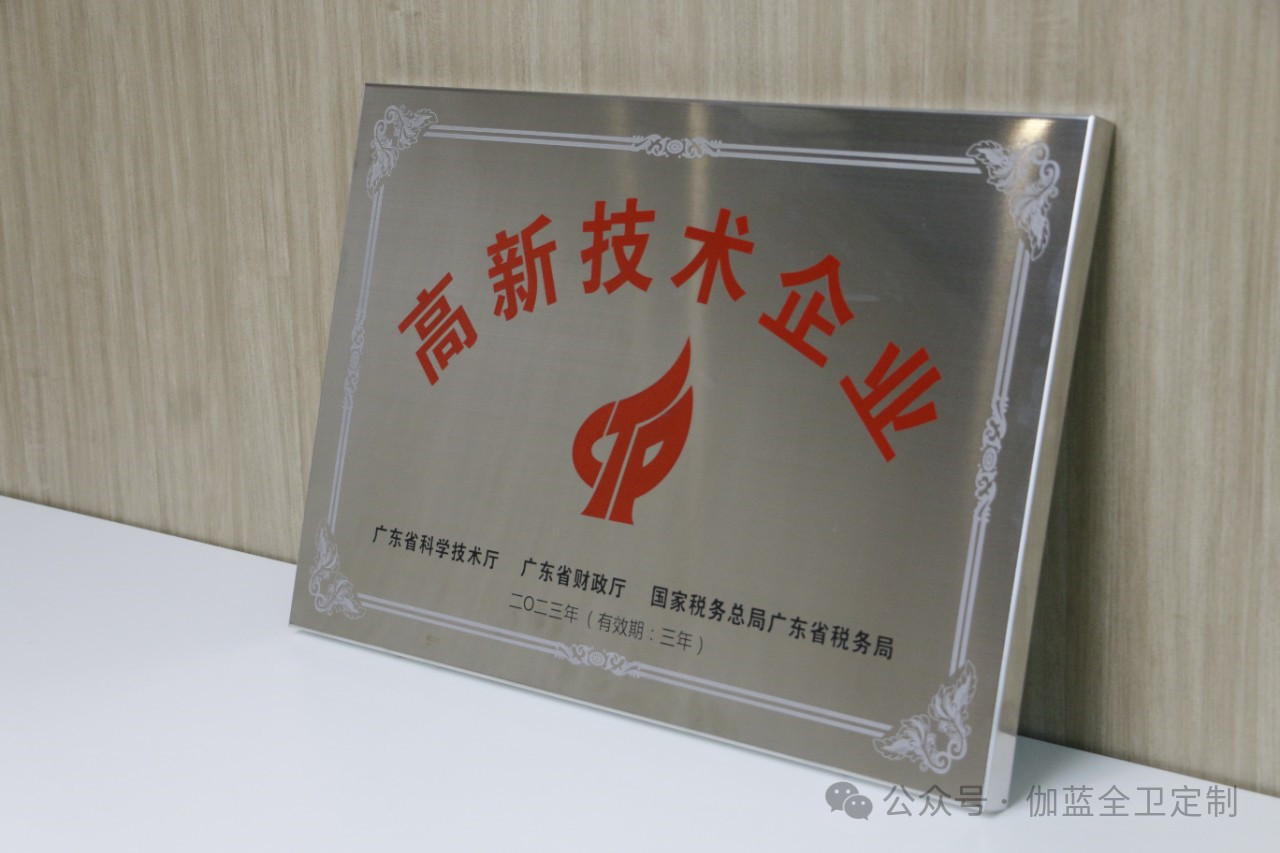 高新技术企业
广东省科学技术厅 广东省财政厅 国家税务总局广东省税务局
二〇二三年（有效期：三年）
公众号·伽蓝全卫定制